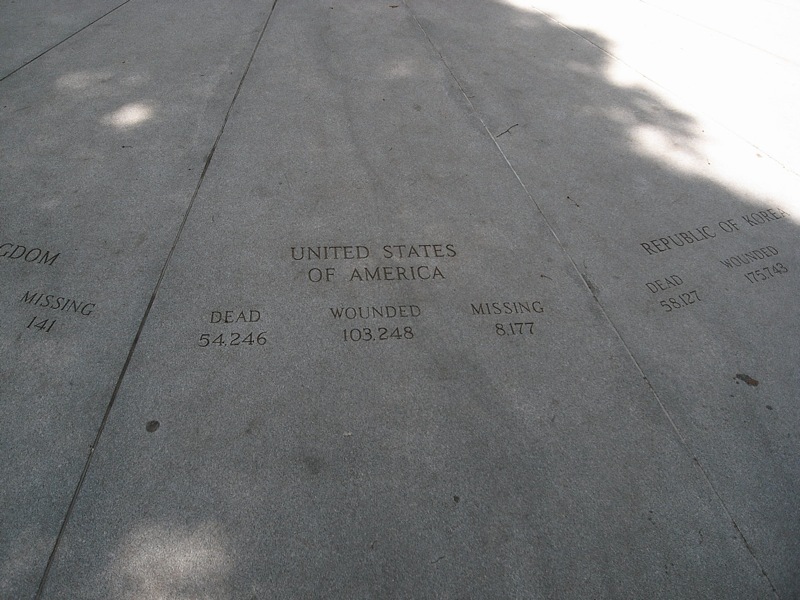 GDOM
MISSING
141
UNITED STATES
OF AMERICA
DEAD WOUNDED MISSING
54,246 103,248 8,177
REPUBLIC OF KOREA
DEAD WOUNDED
58,127 175,743